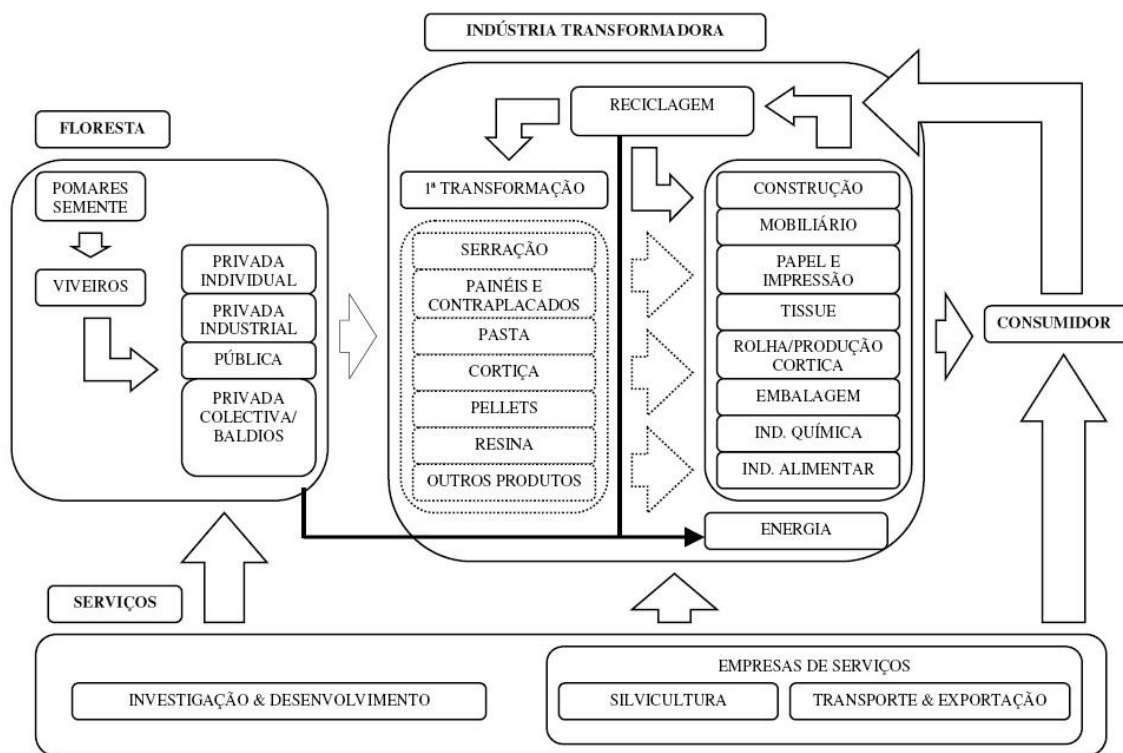 INDÚSTRIA TRANSFORMADORA
RECICLAGEM
FLORESTA
POMARES
SEMENTE
VIVEIROS
PRIVADA
INDIVIDUAL
PRIVADA
INDUSTRIAL
PÚBLICA
PRIVADA
COLECTIVA/
BALDIOS
1ª TRANSFORMAÇÃO
SERRAÇÃO
PAINÉIS E
CONTRAPLACADOS
PASTA
CORTIÇA
PELLETS
RESINA
OUTROS PRODUTOS
CONSTRUÇÃO
MOBILIÁRIO
PAPEL E
IMPRESSÃO
TISSUE
ROLHA/PRODUÇÃO
CORTICA
EMBALAGEM
IND. QUÍMICA
IND. ALIMENTAR
ENERGIA
CONSUMIDOR
SERVIÇOS
EMPRESAS DE SERVIÇOS
INVESTIGAÇÃO & DESENVOLVIMENTO
SILVICULTURA
TRANSPORTE & EXPORTAÇÃO